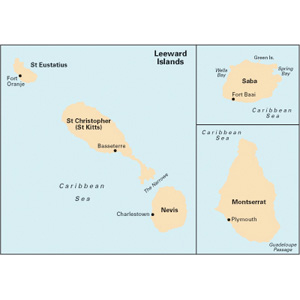 Leeward
Islands
St Eustatius
Fort
Oranje
St Christopher
(St Kitts)
Basseterre
The Narrows
Caribbean
Sea
Charlestown
Nevis
Green Is.
Wells
Bay
Spring
Bay
Saba
Fort Basi
Caribbean
Sea
Caribbean
Sea
Montserrat
Plymouth
Guadeloupe
Passage